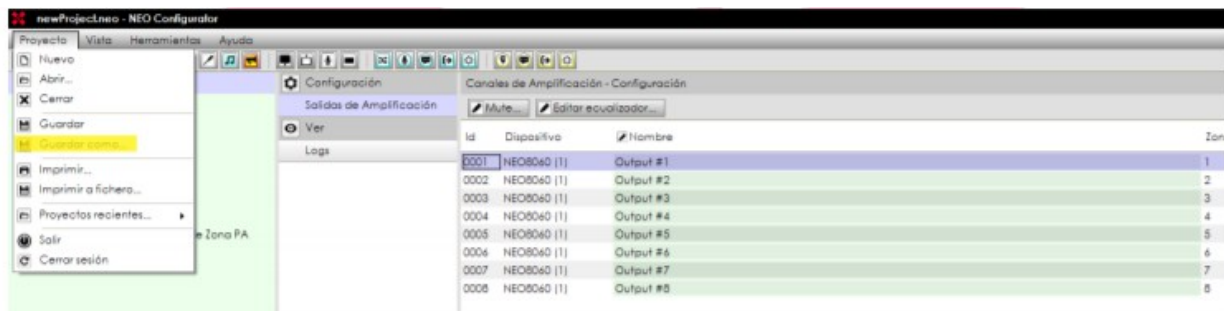 newProject.neo - NEO Configurator
Proyecto Vista Herramientas Ayuda
Nuevo
Abrir...
Cerrar
Guardar
Guardar como...
Imprimir...
Imprimir a fichero...
Proyectos recientes...
Salir
Cerrar sesión
e Zona PA
Configuración
Salidas de Amplificación
Ver
Logs
Canales de Amplificación - Configuración
Mute... Editar ecualizador...
Id Dispositivo Nombre Zon
0001 NEO8060 (1) Output #1 1
0002 NEO8060 (1) Output #2 2
0003 NEO8060 (1) Output #3 3
0004 NEO8060 (1) Output #4 4
0005 NEO8060 (1) Output #5 5
0006 NEO8060 (1) Output #6 6
0007 NEO8060 (1) Output #7 7
0008 NEO8060 (1) Output #8 8